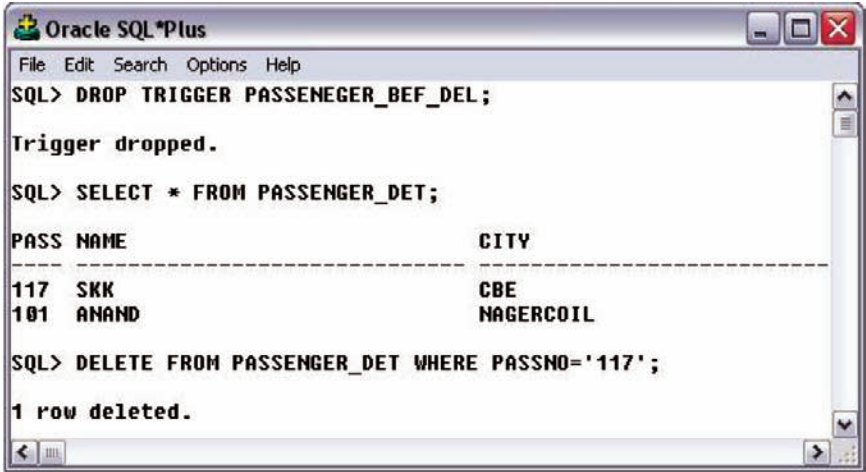 Oracle SQL*Plus
File Edit Search Options Help
SQL> DROP TRIGGER PASSENEGER_BEF_DEL;
Trigger dropped.
SQL> SELECT * FROM PASSENGER_DET;
PASS NAME CITY
---- ------------------------------ ---------------------------
117 SKK CBE
101 ANAND NAGERCOIL
SQL> DELETE FROM PASSENGER_DET WHERE PASSNO='117';
1 row deleted.